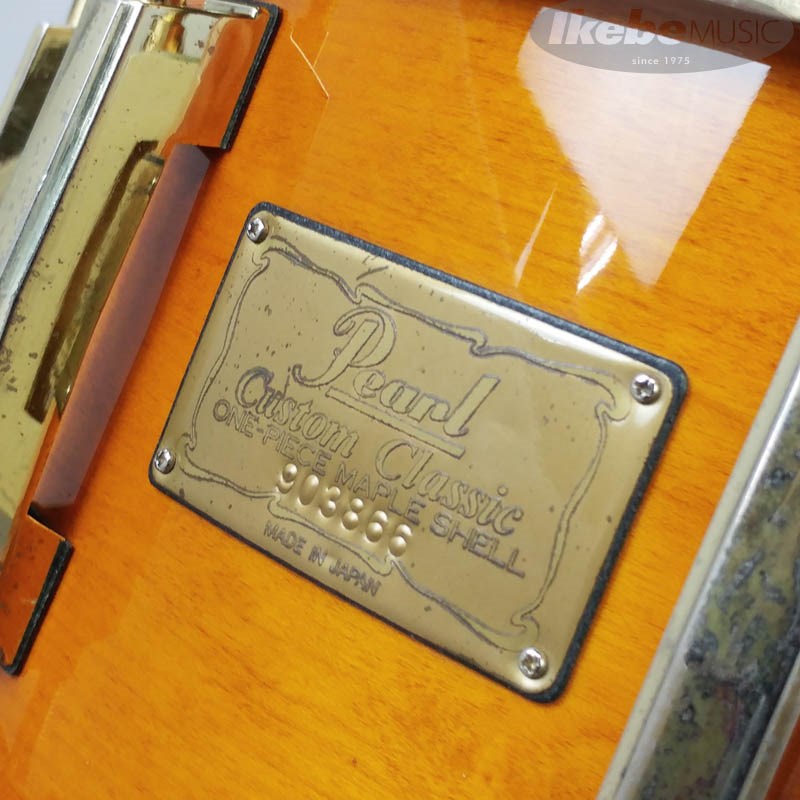 Ikebe MUSIC
since 1975
Pearl
Custom Classic
ONE-PIECE MAPLE SHELL
903866
MADE IN JAPAN